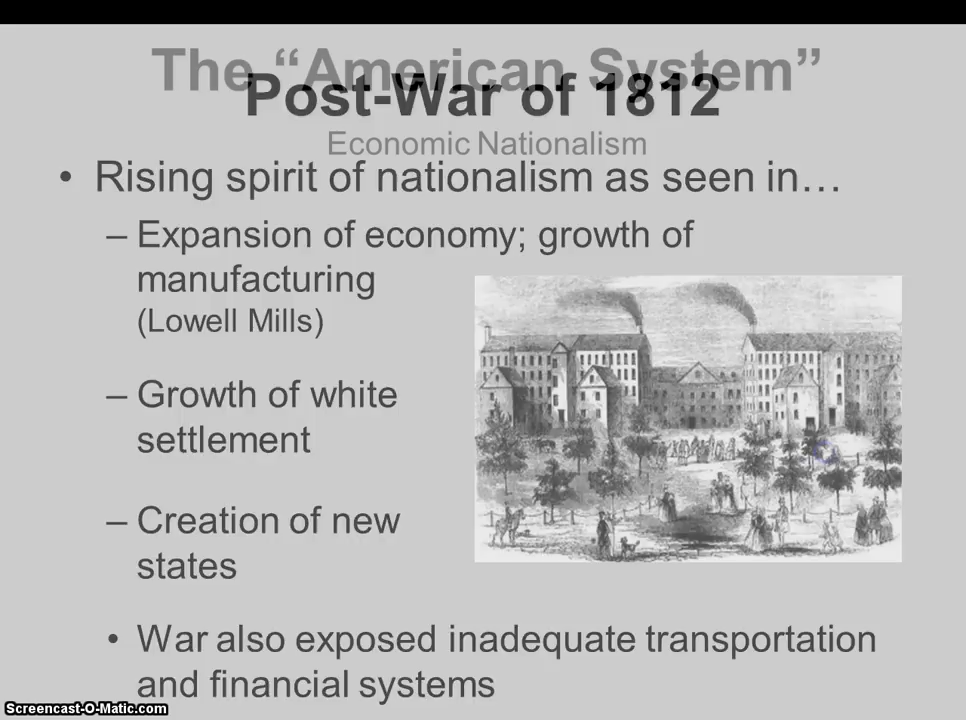 The “American System”
Post-War of 1812
Economic Nationalism
• Rising spirit of nationalism as seen in…
– Expansion of economy; growth of
manufacturing
(Lowell Mills)
– Growth of white
settlement
– Creation of new
states
• War also exposed inadequate transportation
and financial systems
Screencast-O-Matic.com